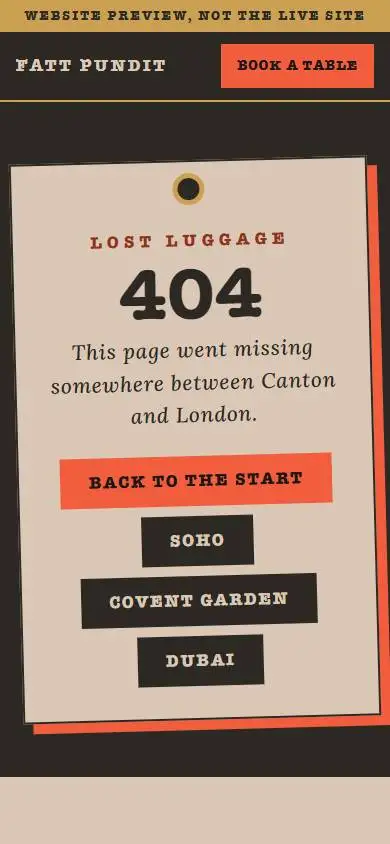 WEBSITE PREVIEW, NOT THE LIVE SITE
FATT PUNDIT
BOOK A TABLE
LOST LUGGAGE
404
This page went missing
somewhere between Canton
and London.
BACK TO THE START
SOHO
COVENT GARDEN
DUBAI